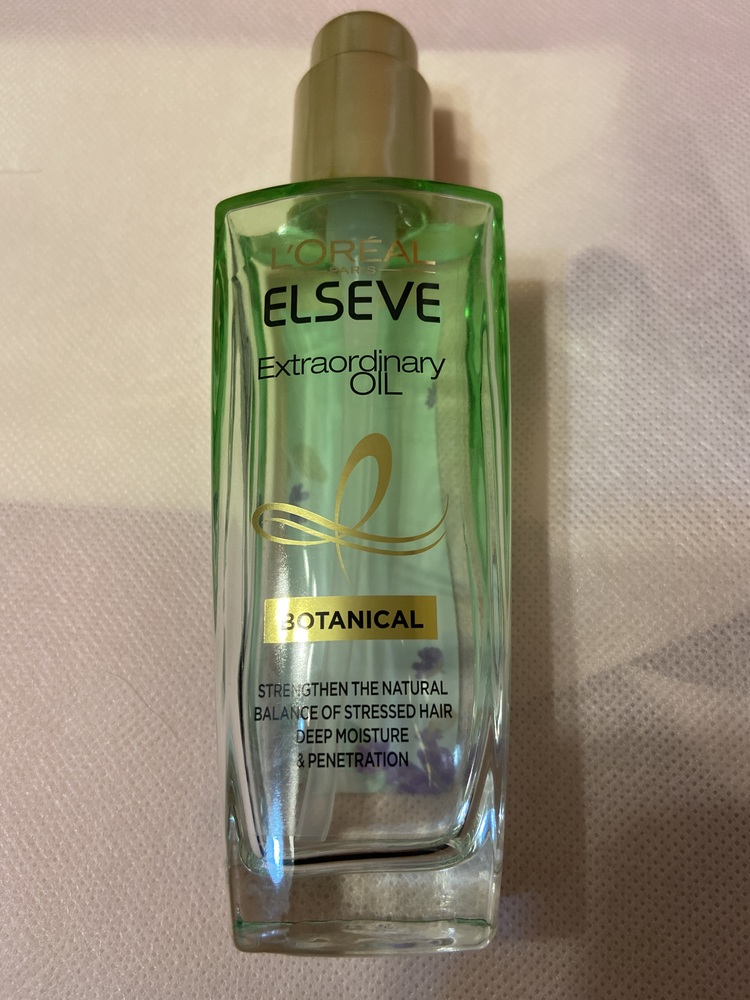 L'ORÉAL
PARIS
ELSEVE
Extraordinary
OIL
BOTANICAL
STRENGTHEN THE NATURAL
BALANCE OF STRESSED HAIR
DEEP MOISTURE
& PENETRATION